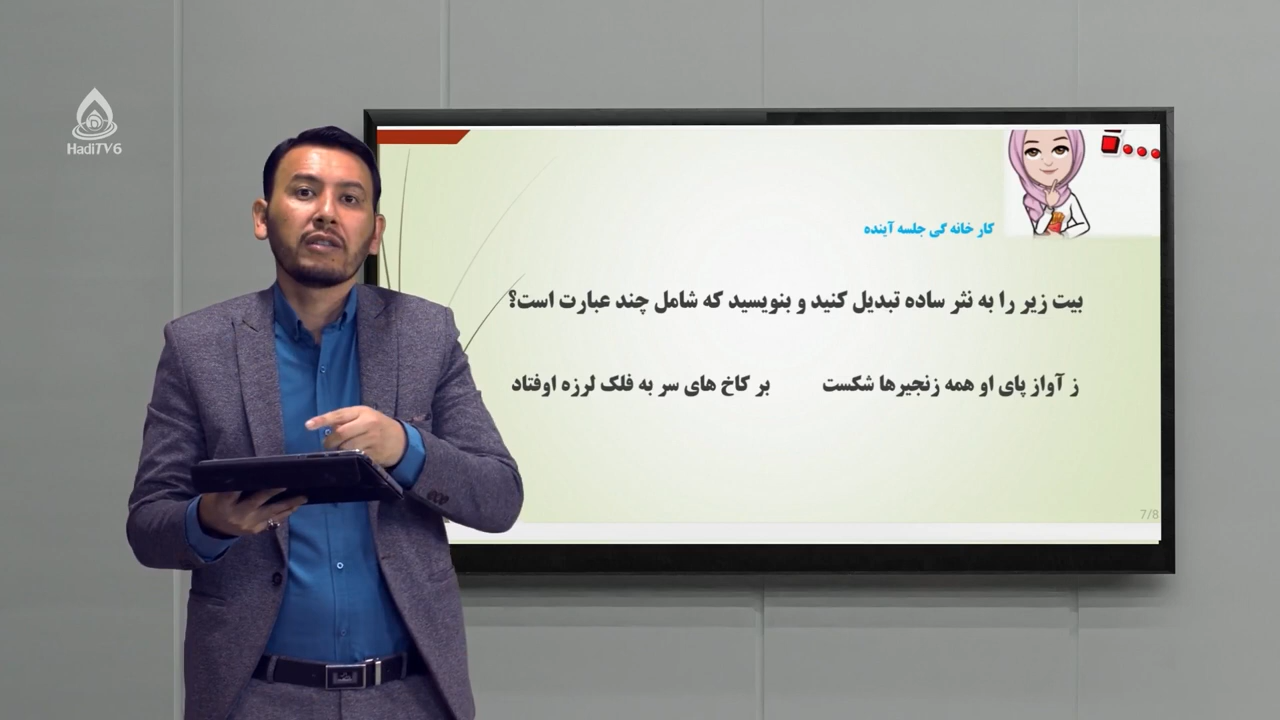 HadiTV6
کار خانه گی جلسه آینده
بیت زیر را به نثر ساده تبدیل کنید و بنویسید که شامل چند عبارت است؟
ز آواز پای او همه زنجیرها شکست بر کاخ های سر به فلک لرزه اوفتاد
7/8